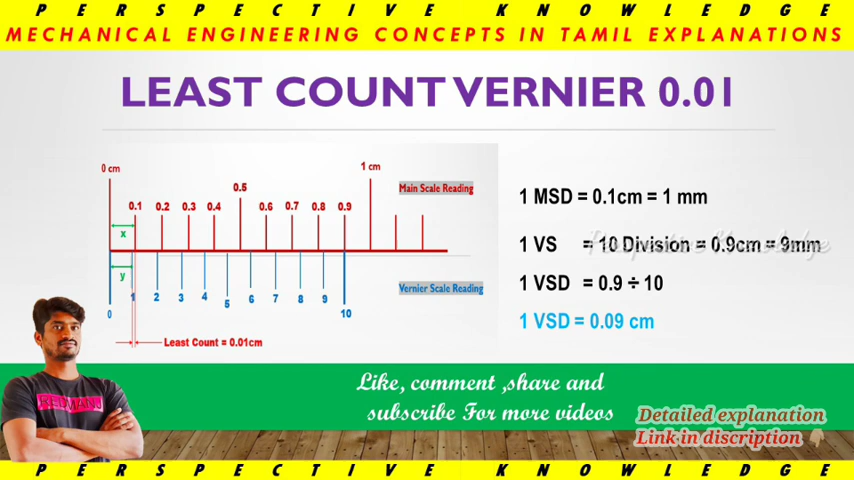 PERSPECTIVE KNOWLEDGE
MECHANICAL ENGINEERING CONCEPTS IN TAMIL EXPLANATIONS
LEAST COUNT VERNIER 0.01
0 cm
1 cm
0.1 0.2 0.3 0.4 0.5 0.6 0.7 0.8 0.9
Main Scale Reading
x
y
0 1 2 3 4 5 6 7 8 9 10
Vernier Scale Reading
Least Count = 0.01cm
1 MSD = 0.1cm = 1 mm
1 VS = 10 Division = 0.9cm = 9mm
Perspective Knowledge
1 VSD = 0.9 ÷ 10
1 VSD = 0.09 cm
REDMANJ
Like, comment ,share and
subscribe For more videos
Detailed explanation
Link in discription
PERSPECTIVE KNOWLEDGE